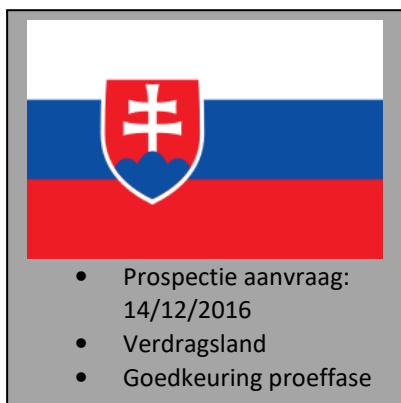 • Prospectie aanvraag:
14/12/2016
• Verdragsland
• Goedkeuring proeffase